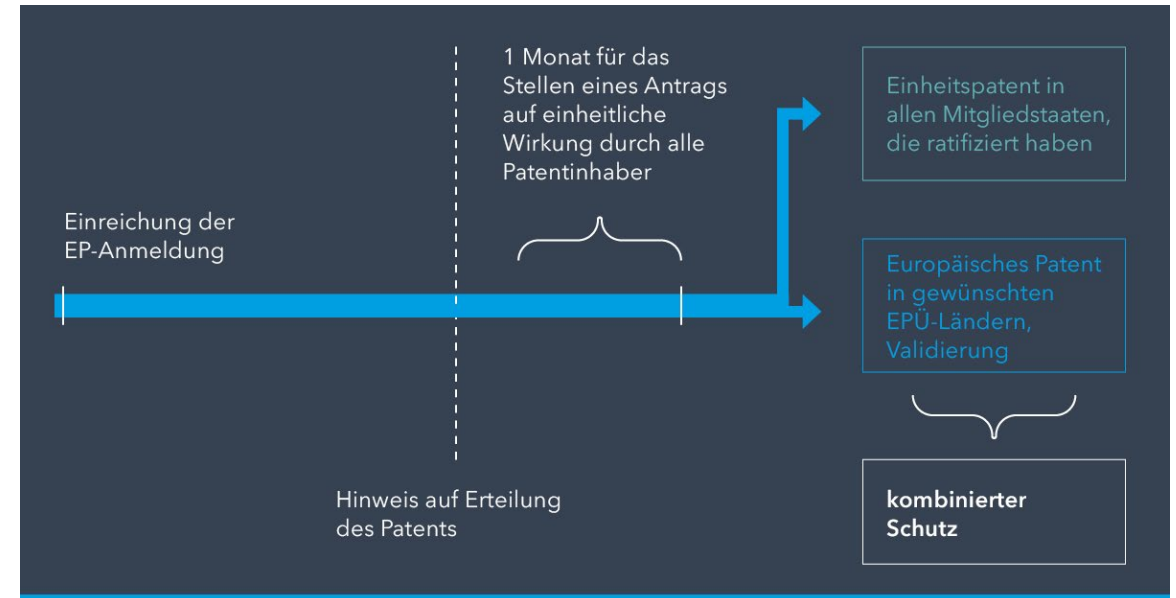 1 Monat für das
Stellen eines Antrags
auf einheitliche
Wirkung durch alle
Patentinhaber
Einreichung der
EP-Anmeldung
Hinweis auf Erteilung
des Patents
Einheitspatent in
allen Mitgliedstaaten,
die ratifiziert haben
Europäisches Patent
in gewünschten
EPÜ-Ländern,
Validierung
kombinierter
Schutz